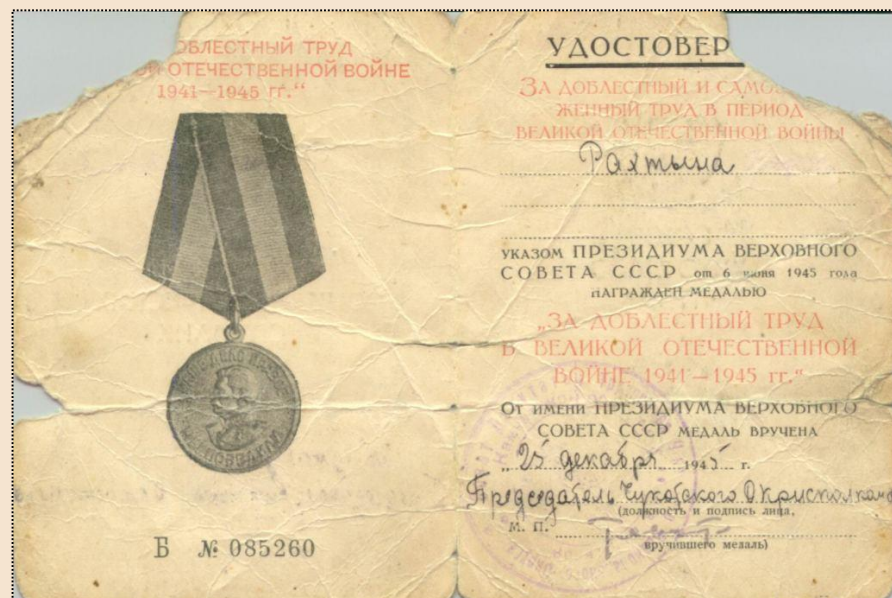 ОБЛЕСТНЫЙ ТРУД
ОТЕЧЕСТВЕННОЙ ВОЙНЕ
1941—1945 гг.“
Б № 085260
УДОСТОВЕР
ЗА ДОБЛЕСТНЫЙ И САМО
ЖЕННЫЙ ТРУД В ПЕРИОД
ВЕЛИКОЙ ОТЕЧЕСТВЕННОЙ ВОЙНЫ
Рахтына
УКАЗОМ ПРЕЗИДИУМА ВЕРХОВНОГО
СОВЕТА СССР от 6 июня 1945 года
НАГРАЖДЕН МЕДАЛЬЮ
„ЗА ДОБЛЕСТНЫЙ ТРУД
В ВЕЛИКОЙ ОТЕЧЕСТВЕННОЙ
ВОЙНЕ 1941—1945 гг.“
ОТ ИМЕНИ ПРЕЗИДИУМА ВЕРХОВНОГО
СОВЕТА СССР МЕДАЛЬ ВРУЧЕНА
„25 декабря 1945 г.
Председатель Чукотского Окрисполкома
(должность и подпись лица,
М. П.
вручившего медаль)